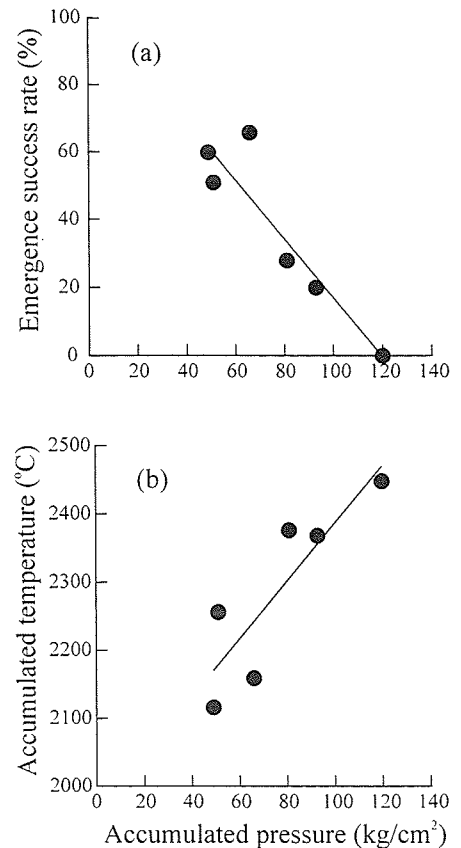 100
80
60
40
20
0
0 20 40 60 80 100 120 140
Emergence success rate (%)
(a)
2500
2400
2300
2200
2100
2000
0 20 40 60 80 100 120 140
Accumulated temperature (°C)
(b)
Accumulated pressure (kg/cm²)